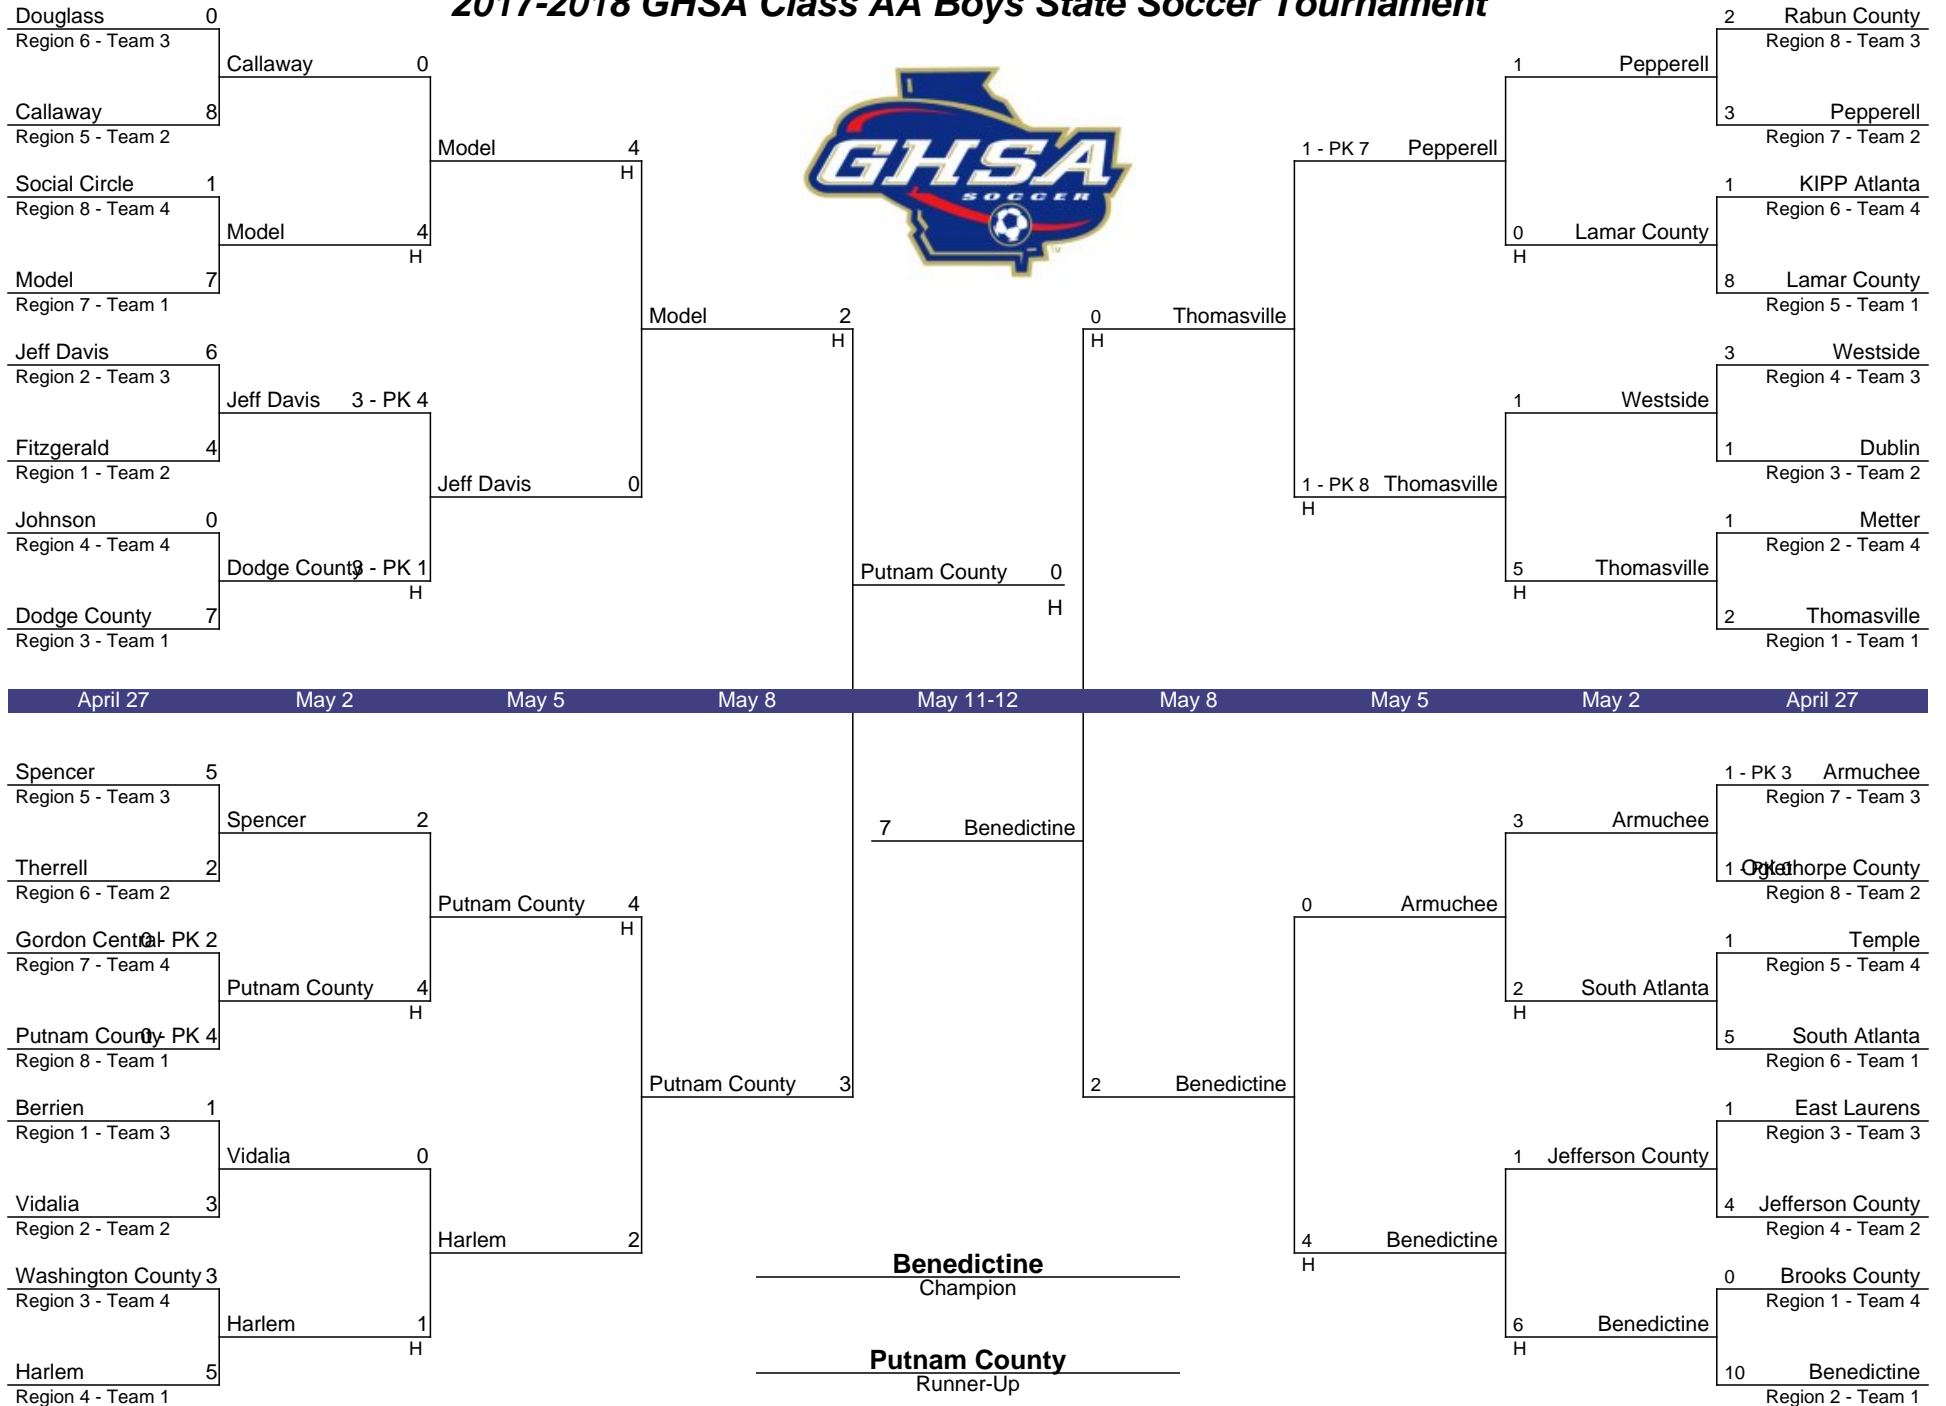 2017-2018 GHSA Class AA Boys State Soccer Tournament
GHSA
SOCCER
TM
Douglass 0
Region 6 - Team 3
Callaway 0
Callaway 8
Region 5 - Team 2
Model 4
H
Social Circle 1
Region 8 - Team 4
Model 4
H
Model 7
Region 7 - Team 1
Model 2
H
Jeff Davis 6
Region 2 - Team 3
Jeff Davis 3 - PK 4
Fitzgerald 4
Region 1 - Team 2
Jeff Davis 0
Johnson 0
Region 4 - Team 4
Dodge County 3 - PK 1
H
Dodge County 7
Region 3 - Team 1
Putnam County 0
H
2 Rabun County
Region 8 - Team 3
1 Pepperell
3 Pepperell
Region 7 - Team 2
1 - PK 7 Pepperell
1 KIPP Atlanta
Region 6 - Team 4
0 Lamar County
H
8 Lamar County
Region 5 - Team 1
0 Thomasville
H
3 Westside
Region 4 - Team 3
1 Westside
1 Dublin
Region 3 - Team 2
1 - PK 8 Thomasville
H
1 Metter
Region 2 - Team 4
5 Thomasville
H
2 Thomasville
Region 1 - Team 1
April 27 May 2 May 5 May 8 May 11-12 May 8 May 5 May 2 April 27
Spencer 5
Region 5 - Team 3
Spencer 2
Therrell 2
Region 6 - Team 2
Putnam County 4
H
Gordon Central 0 - PK 2
Region 7 - Team 4
Putnam County 4
H
Putnam County 0 - PK 4
Region 8 - Team 1
Putnam County 3
Berrien 1
Region 1 - Team 3
Vidalia 0
Vidalia 3
Region 2 - Team 2
Harlem 2
Washington County 3
Region 3 - Team 4
Harlem 1
H
Harlem 5
Region 4 - Team 1
7 Benedictine
1 - PK 3 Armuchee
Region 7 - Team 3
3 Armuchee
1 - PK 0 Oglethorpe County
Region 8 - Team 2
0 Armuchee
1 Temple
Region 5 - Team 4
2 South Atlanta
H
5 South Atlanta
Region 6 - Team 1
2 Benedictine
1 East Laurens
Region 3 - Team 3
1 Jefferson County
4 Jefferson County
Region 4 - Team 2
4 Benedictine
H
0 Brooks County
Region 1 - Team 4
6 Benedictine
H
10 Benedictine
Region 2 - Team 1
Benedictine
Champion
Putnam County
Runner-Up